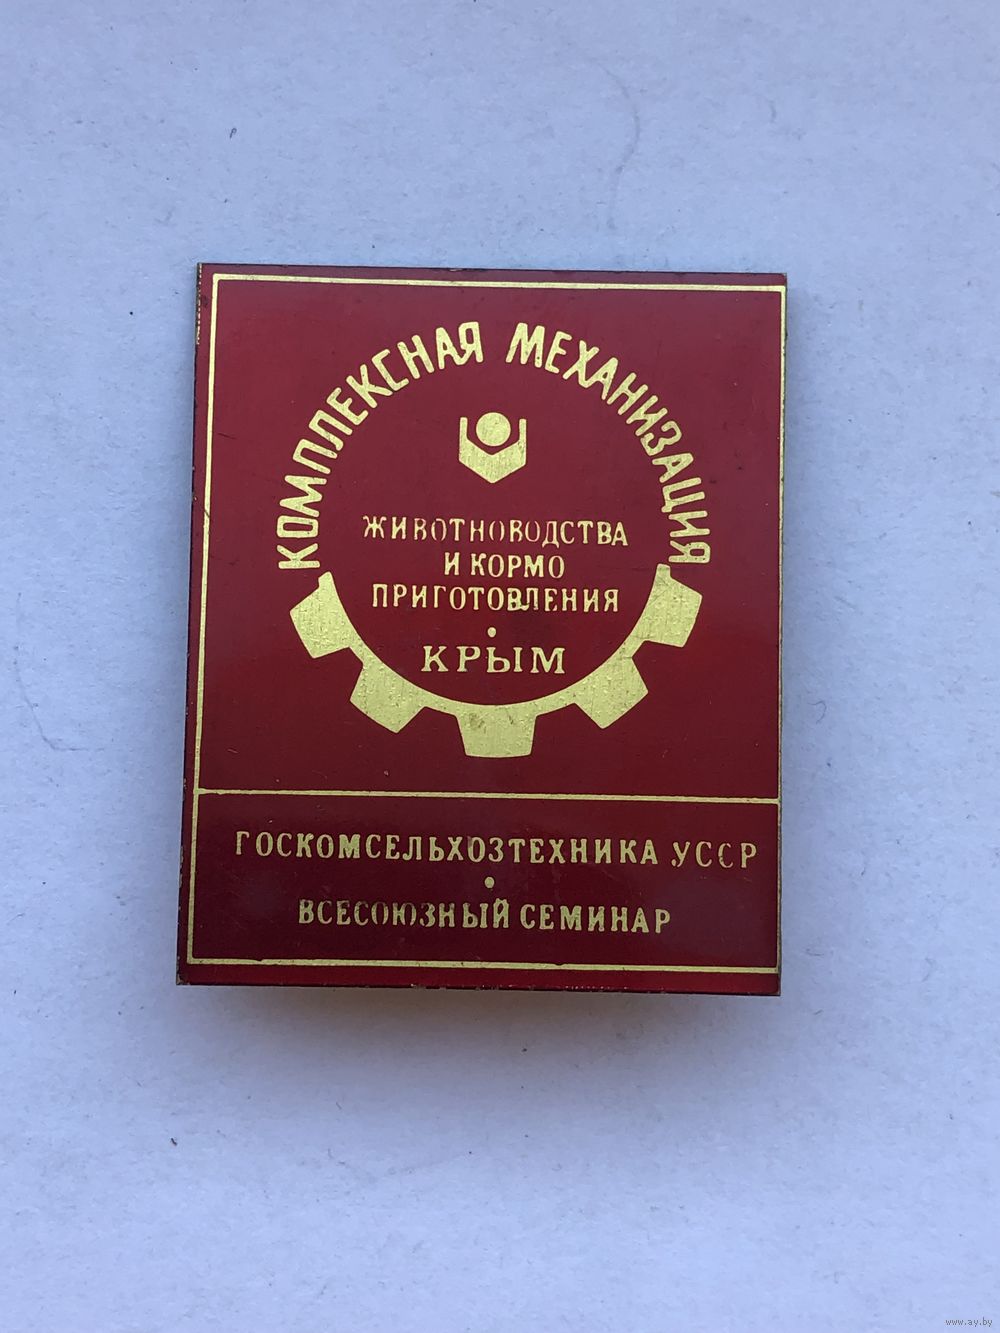 КОМПЛЕКСНАЯ МЕХАНИЗАЦИЯ
ЖИВОТНОВОДСТВА
И КОРМО
ПРИГОТОВЛЕНИЯ
•
КРЫМ
ГОСКОМСЕЛЬХОЗТЕХНИКА УССР
•
ВСЕСОЮЗНЫЙ СЕМИНАР
www.ay.by